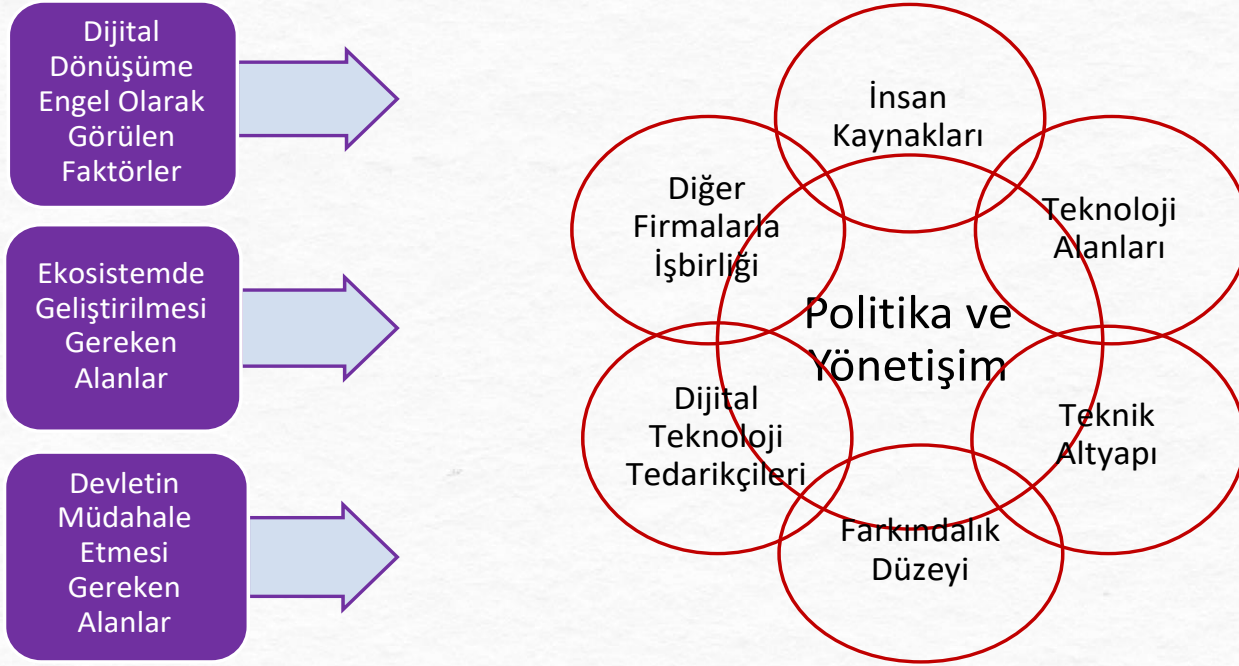 Dijital
Dönüşüme
Engel Olarak
Görülen
Faktörler
Ekosistemde
Geliştirilmesi
Gereken
Alanlar
Devletin
Müdahale
Etmesi
Gereken
Alanlar
İnsan
Kaynakları
Diğer
Firmalarla
İşbirliği
Teknoloji
Alanları
Politika ve
Yönetişim
Dijital
Teknoloji
Tedarikçileri
Teknik
Altyapı
Farkındalık
Düzeyi